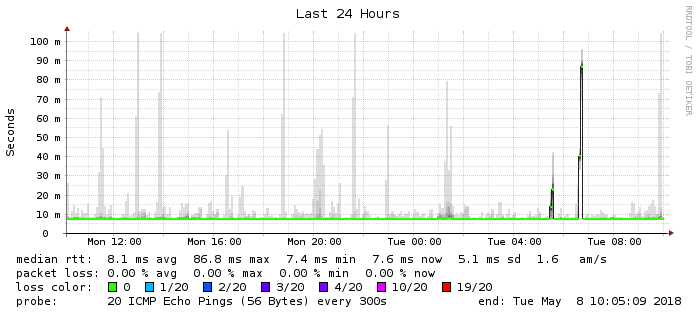 Last 24 Hours
RRDTOOL / TOBI OETIKER
Seconds
100 m
90 m
80 m
70 m
60 m
50 m
40 m
30 m
20 m
10 m
0
Mon 12:00 Mon 16:00 Mon 20:00 Tue 00:00 Tue 04:00 Tue 08:00
median rtt: 8.1 ms avg 86.8 ms max 7.4 ms min 7.6 ms now 5.1 ms sd 1.6 am/s
packet loss: 0.00 % avg 0.00 % max 0.00 % min 0.00 % now
loss color: 0 1/20 2/20 3/20 4/20 10/20 19/20
probe: 20 ICMP Echo Pings (56 Bytes) every 300s end: Tue May 8 10:05:09 2018